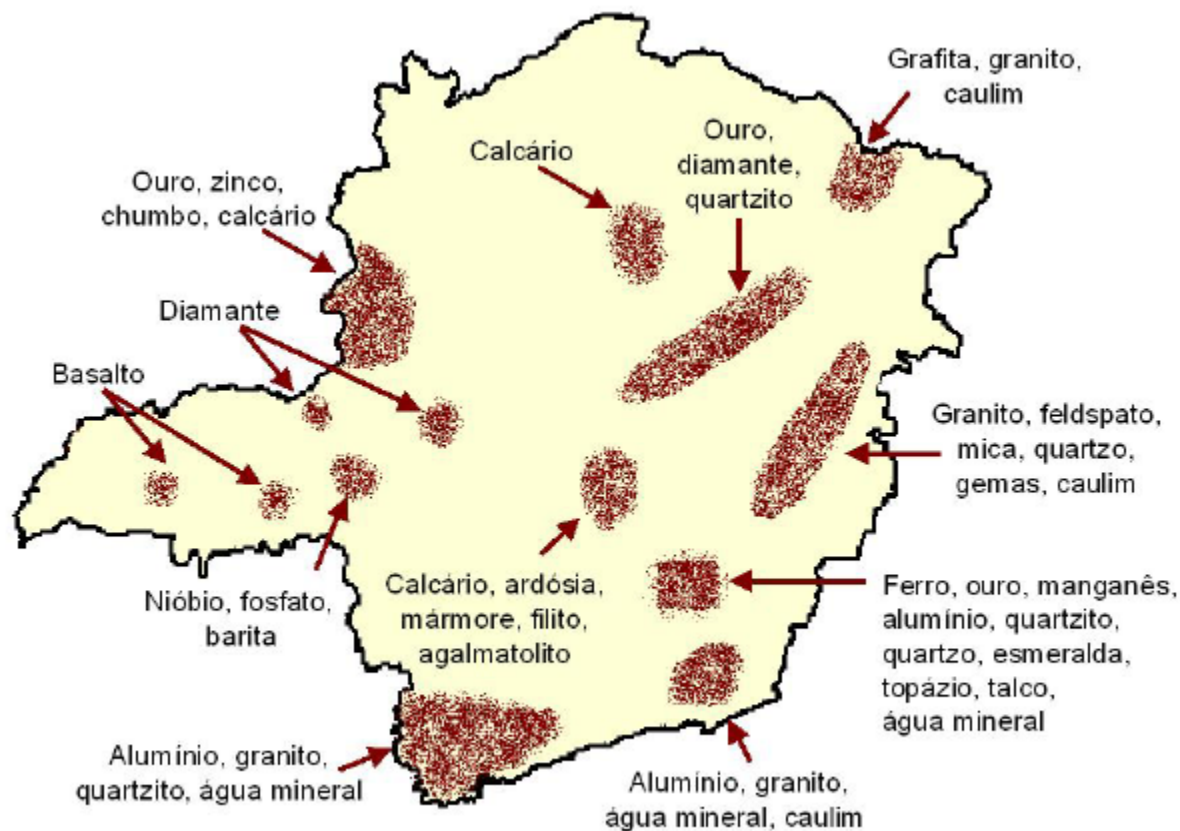 Grafita, granito,
caulim
Ouro,
diamante,
quartzito
Calcário
Ouro, zinco,
chumbo, calcário
Diamante
Basalto
Granito, feldspato,
mica, quartzo,
gemas, caulim
Nióbio, fosfato,
barita
Calcário, ardósia,
mármore, filito,
agalmatolito
Ferro, ouro, manganês,
alumínio, quartzito,
quartzo, esmeralda,
topázio, talco,
água mineral
Alumínio, granito,
quartzito, água mineral
Alumínio, granito,
água mineral, caulim